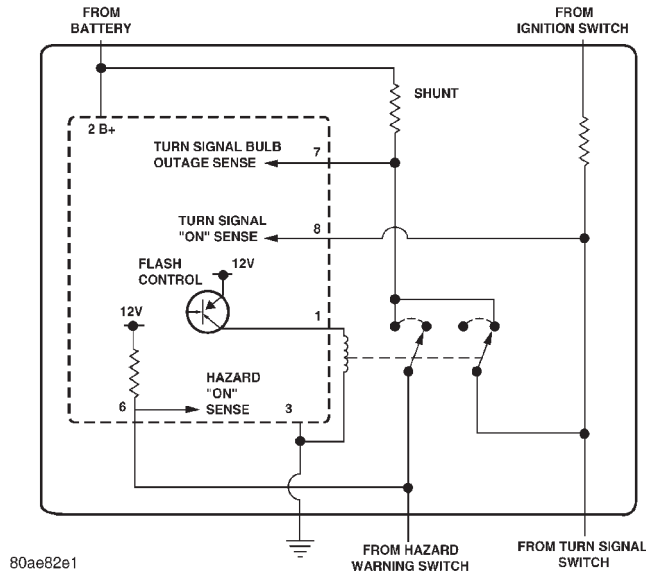 FROM
BATTERY
FROM
IGNITION SWITCH
SHUNT
2 B+
TURN SIGNAL BULB
OUTAGE SENSE
7
TURN SIGNAL
"ON" SENSE
8
FLASH
CONTROL
12V
12V
1
HAZARD
"ON"
SENSE
6
3
FROM HAZARD
WARNING SWITCH
FROM TURN SIGNAL
SWITCH
80ae82e1